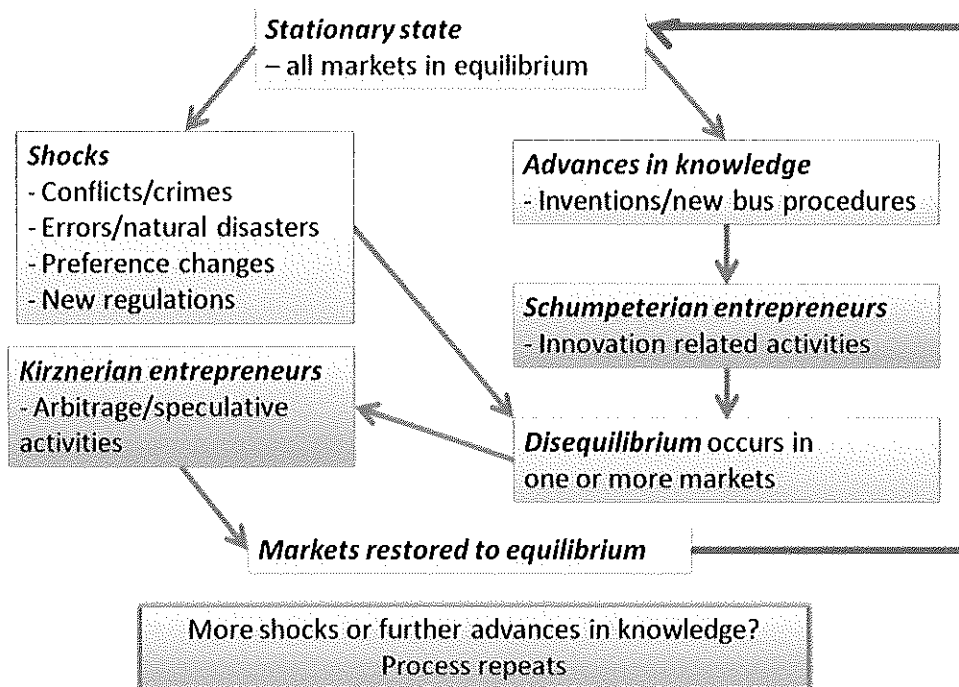 Stationary state
– all markets in equilibrium
Shocks
- Conflicts/crimes
- Errors/natural disasters
- Preference changes
- New regulations
Advances in knowledge
- Inventions/new bus procedures
Schumpeterian entrepreneurs
- Innovation related activities
Kirznerian entrepreneurs
- Arbitrage/speculative
activities
Disequilibrium occurs in
one or more markets
Markets restored to equilibrium
More shocks or further advances in knowledge?
Process repeats